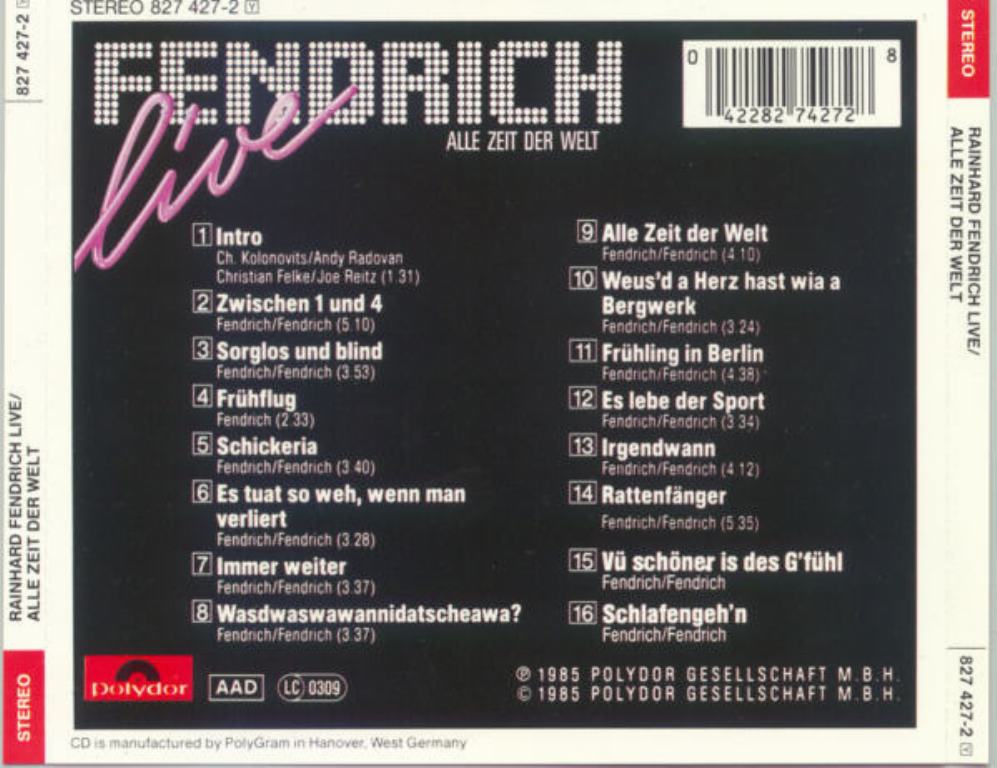 STEREO 827 427-2 Y
827 427-2 Y
RAINHARD FENDRICH LIVE/
ALLE ZEIT DER WELT
STEREO
FENDRICH
live
ALLE ZEIT DER WELT
0 42282 74272 8
1 Intro
Ch. Kolonovits/Andy Radovan
Christian Felke/Joe Reitz (1.31)
2 Zwischen 1 und 4
Fendrich/Fendrich (5.10)
3 Sorglos und blind
Fendrich/Fendrich (3.53)
4 Frühflug
Fendrich (2.33)
5 Schickeria
Fendrich/Fendrich (3.40)
6 Es tuat so weh, wenn man
verliert
Fendrich/Fendrich (3.28)
7 Immer weiter
Fendrich/Fendrich (3.37)
8 Wasdwaswawannidatscheawa?
Fendrich/Fendrich (3.37)
9 Alle Zeit der Welt
Fendrich/Fendrich (4.10)
10 Weus'd a Herz hast wia a
Bergwerk
Fendrich/Fendrich (3.24)
11 Frühling in Berlin
Fendrich/Fendrich (4.38)
12 Es lebe der Sport
Fendrich/Fendrich (3.34)
13 Irgendwann
Fendrich/Fendrich (4.12)
14 Rattenfänger
Fendrich/Fendrich (5.35)
15 Vü schöner is des G'fühl
Fendrich/Fendrich
16 Schlafengeh'n
Fendrich/Fendrich
polydor
AAD
LC 0309
℗ 1985 POLYDOR GESELLSCHAFT M.B.H.
© 1985 POLYDOR GESELLSCHAFT M.B.H.
CD is manufactured by PolyGram in Hanover, West Germany
STEREO
RAINHARD FENDRICH LIVE/
ALLE ZEIT DER WELT
827 427-2 Y